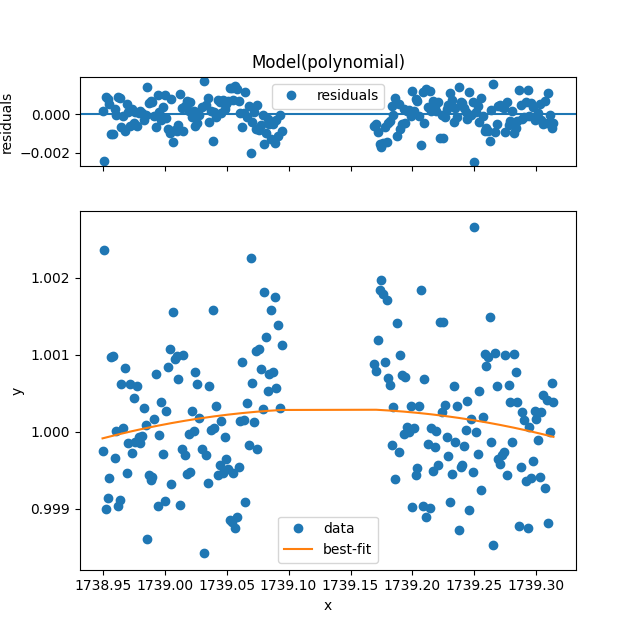 Model(polynomial)
residuals
0.000
−0.002
residuals
1.002
1.001
1.000
0.999
y
data
best-fit
1738.95 1739.00 1739.05 1739.10 1739.15 1739.20 1739.25 1739.30
x